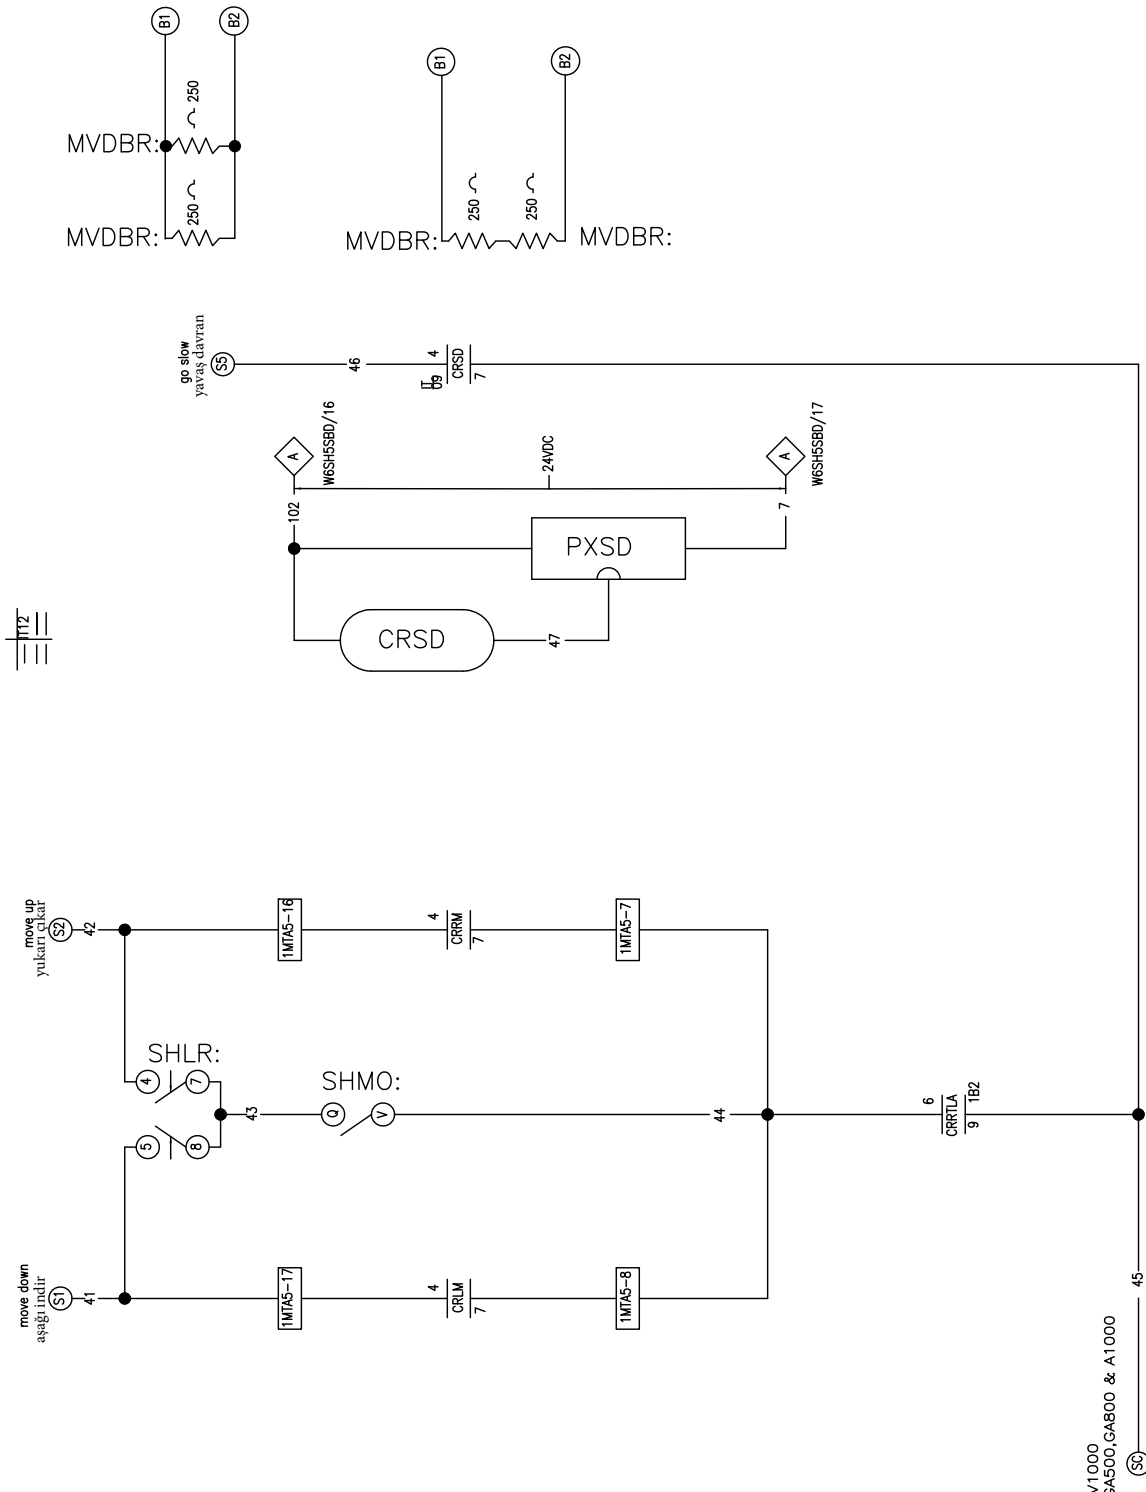 B1
B2
MVDBR:
250
MVDBR:
250
B1
B2
MVDBR:
250
250
MVDBR:
go slow
yavaş davran
S5
46
4
CRSD
7
09
A
W6SH5SBD/16
102
24VDC
A
W6SH5SBD/17
7
PXSD
CRSD
47
T12
move up
yukarı çıkar
S2
42
1MTA5-16
4
CRRM
7
1MTA5-7
SHLR:
4
7
5
8
43
SHMO:
Q
V
44
6
CRRTLA
9
1B2
move down
aşağı indir
S1
41
1MTA5-17
4
CRLM
7
1MTA5-8
45
V1000
GA500,GA800 & A1000
SC